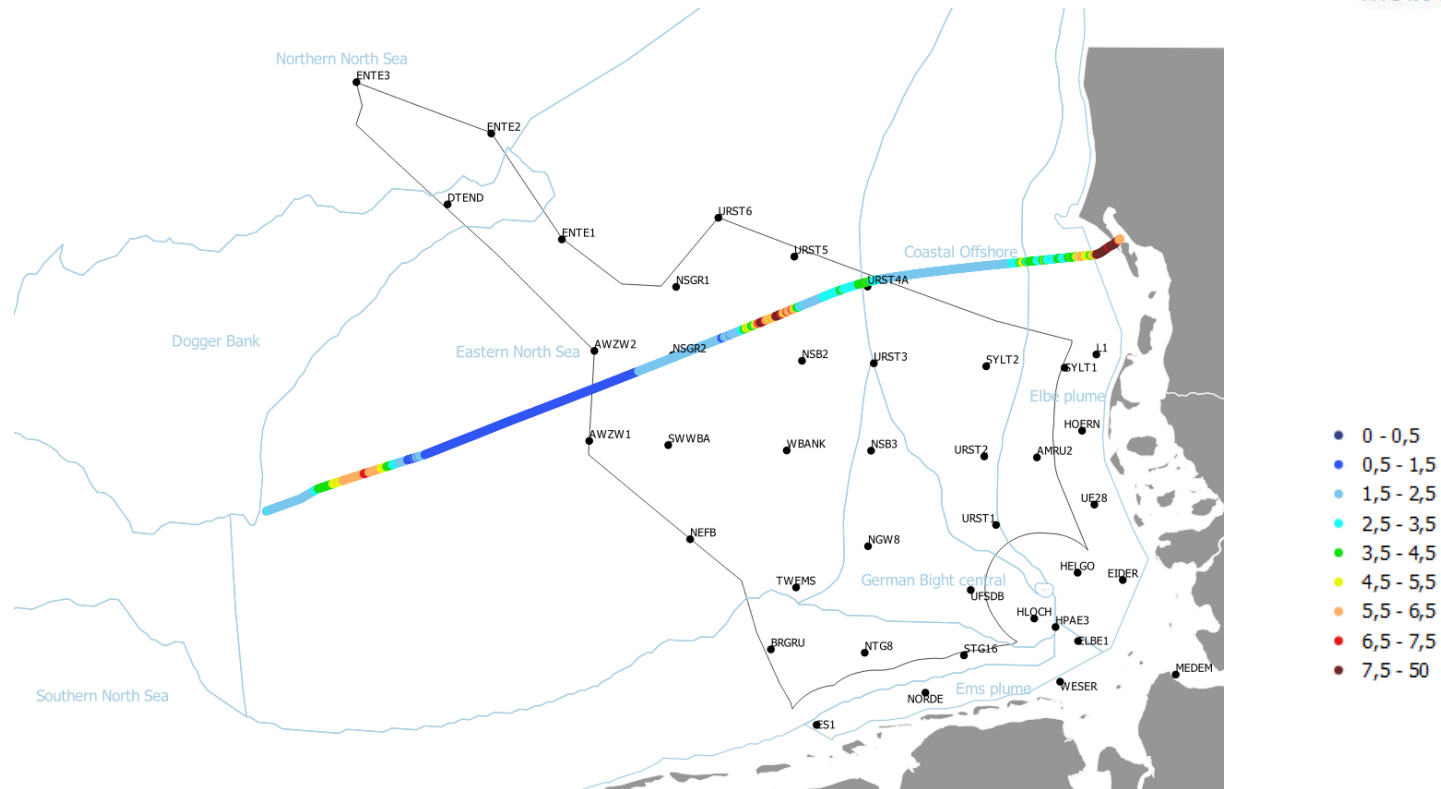 Northern North Sea
ENTE3
ENTE2
DTEND
URST6
ENTE1
URST5
Coastal Offshore
NSGR1
URST4A
Dogger Bank
AWZW2
Eastern North Sea
NSGR2
NSB2
URST3
SYLT2
L1
SYLT1
Elbe plume
HOERN
AWZW1
SWWBA
WBANK
NSB3
URST2
AMRU2
UE28
URST1
NEFB
NGW8
HELGO
EIDER
TWEMS
German Bight central
UFSDB
HLOCH
HPAE3
ELBE1
BRGRU
NTG8
STG16
MEDEM
Southern North Sea
Ems plume
WESER
NORDE
ES1
0 - 0,5
0,5 - 1,5
1,5 - 2,5
2,5 - 3,5
3,5 - 4,5
4,5 - 5,5
5,5 - 6,5
6,5 - 7,5
7,5 - 50